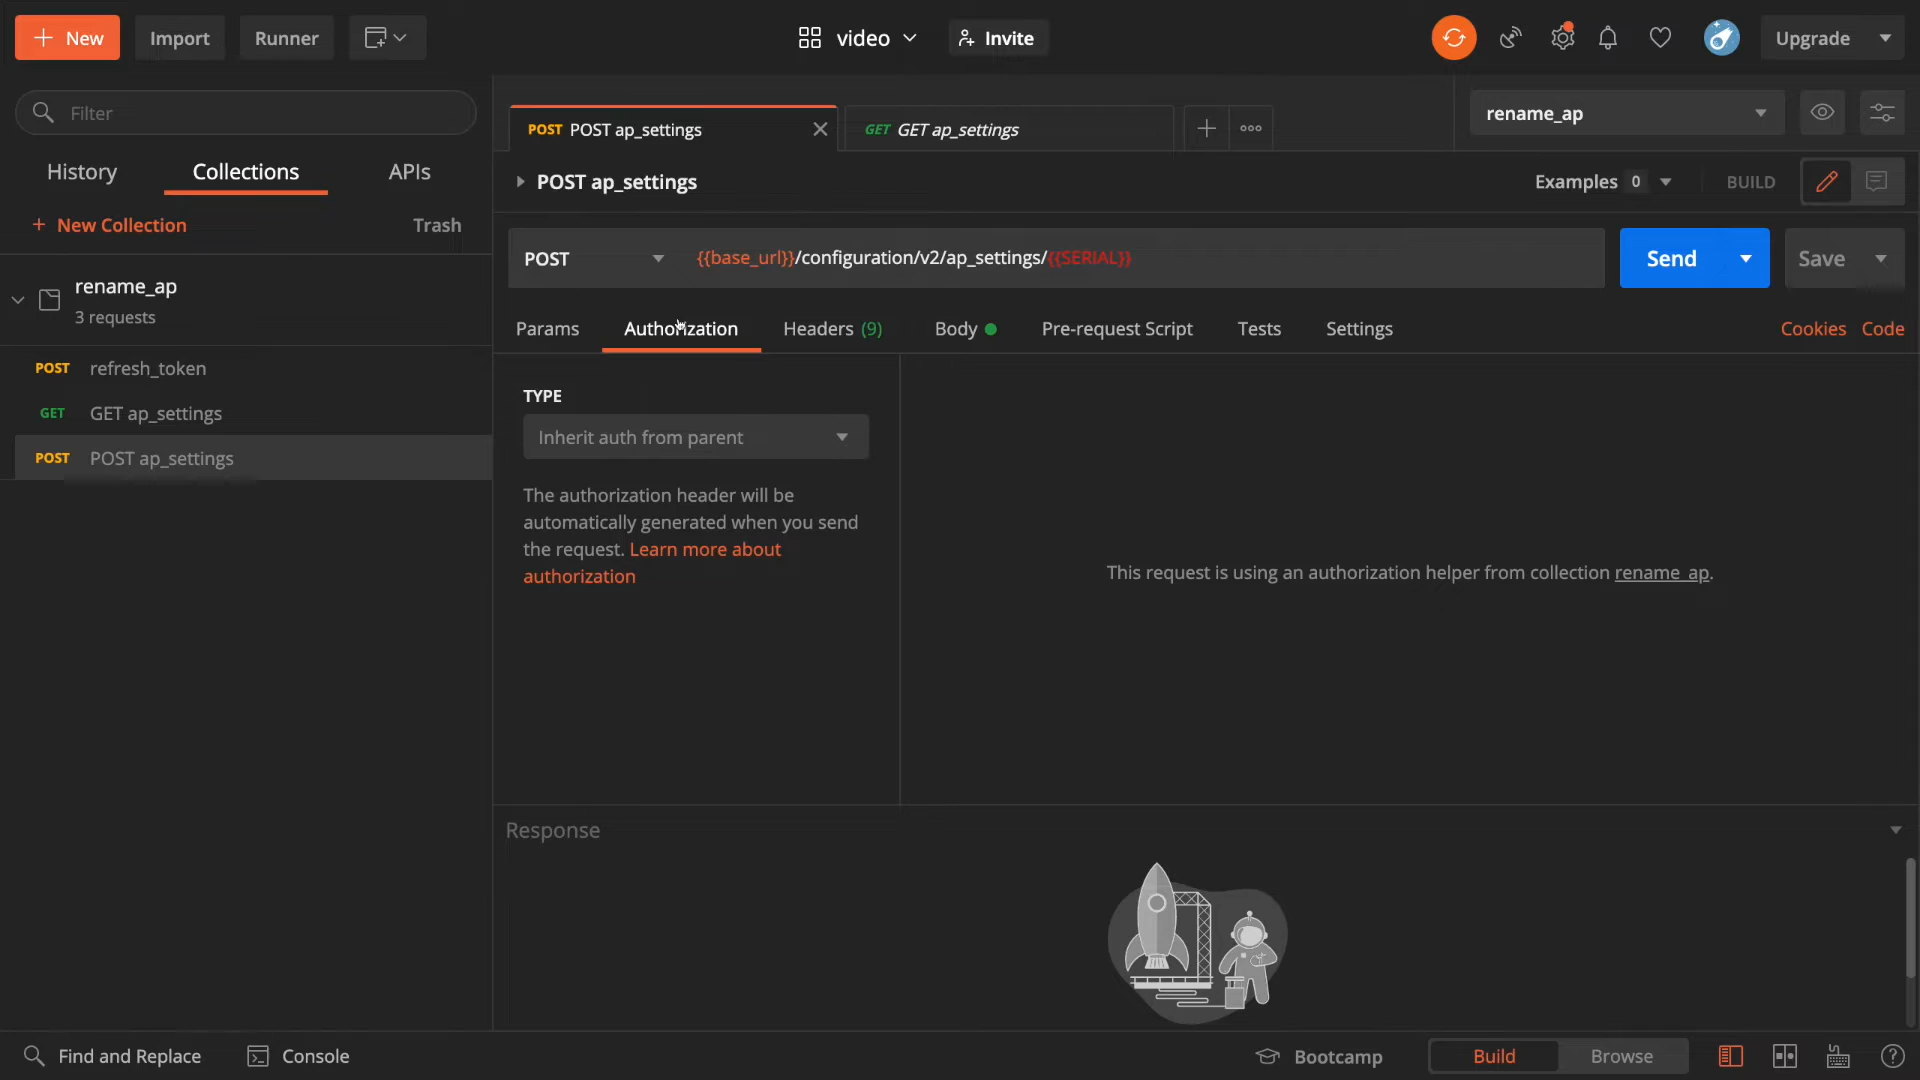 New
Import
Runner
video
Invite
Upgrade
Filter
History
Collections
APIs
+ New Collection
Trash
rename_ap
3 requests
POST refresh_token
GET GET ap_settings
POST POST ap_settings
POST POST ap_settings
GET GET ap_settings
rename_ap
POST ap_settings
Examples 0
BUILD
POST
{{base_url}}/configuration/v2/ap_settings/{{SERIAL}}
Send
Save
Params
Authorization
Headers (9)
Body
Pre-request Script
Tests
Settings
Cookies
Code
TYPE
Inherit auth from parent
The authorization header will be
automatically generated when you send
the request. Learn more about
authorization
This request is using an authorization helper from collection rename_ap.
Response
Find and Replace
Console
Bootcamp
Build
Browse